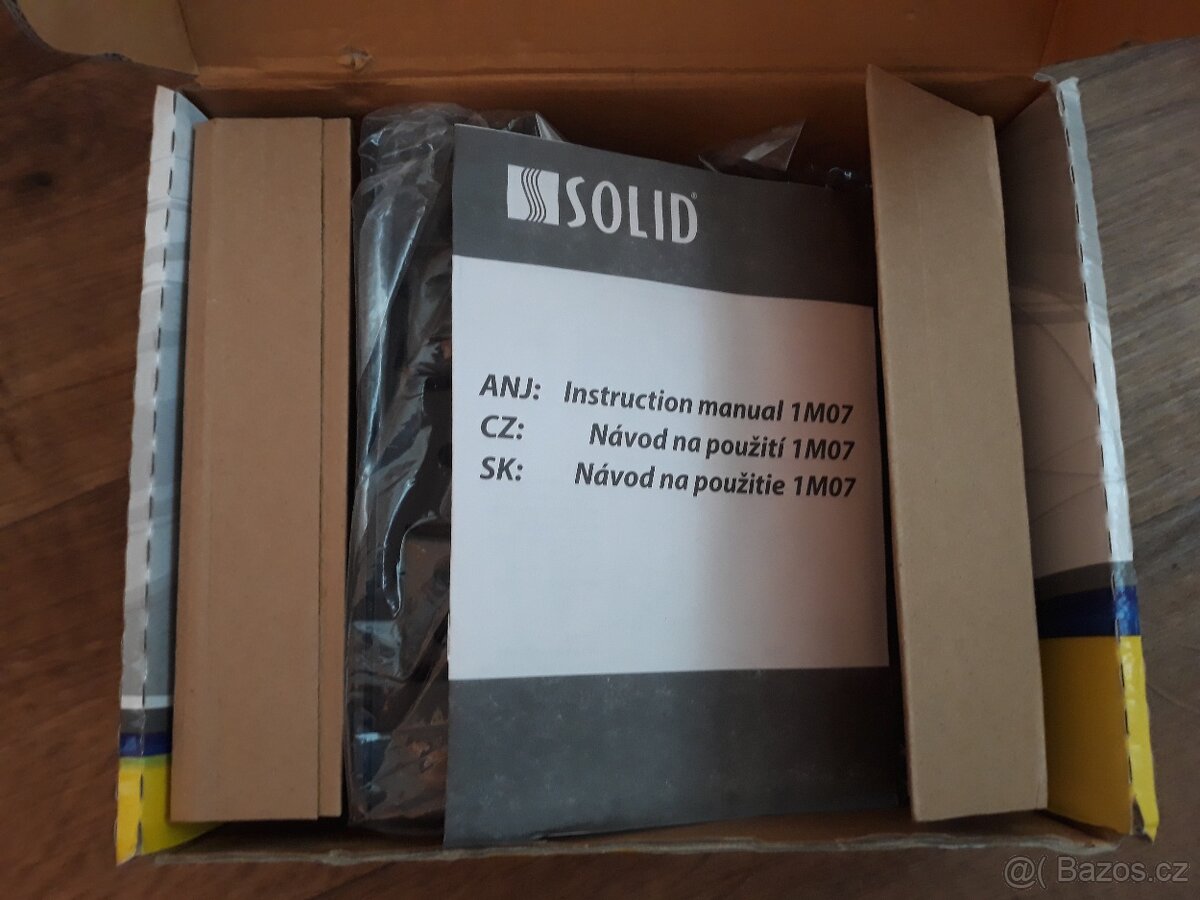 SOLID®
ANJ: Instruction manual 1M07
CZ: Návod na použití 1M07
SK: Návod na použitie 1M07
@( Bazos.cz